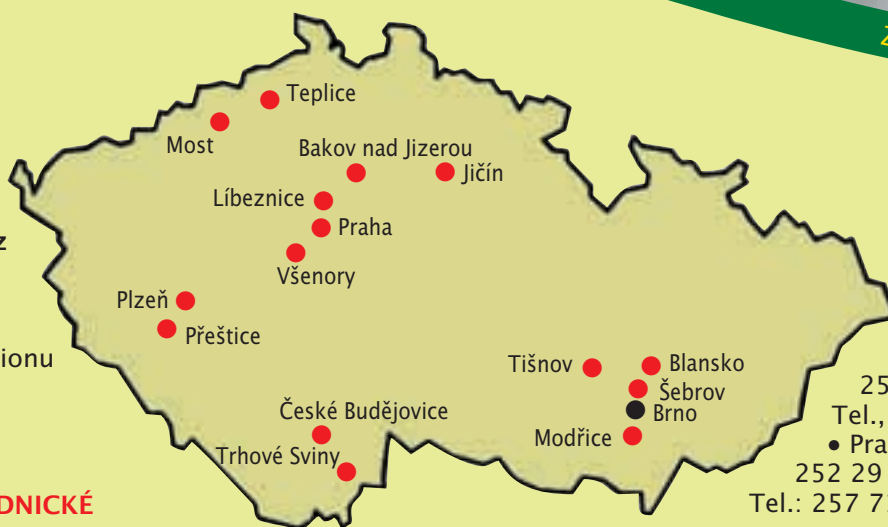 Teplice
Most
Bakov nad Jizerou
Jičín
Líbeznice
Praha
Všenory
Plzeň
Přeštice
Tišnov
Blansko
Šebrov
Brno
Modřice
České Budějovice
Trhové Sviny
z
ionu
DNICKÉ
Z
25
Tel.,
• Pra
252 29
Tel.: 257 7